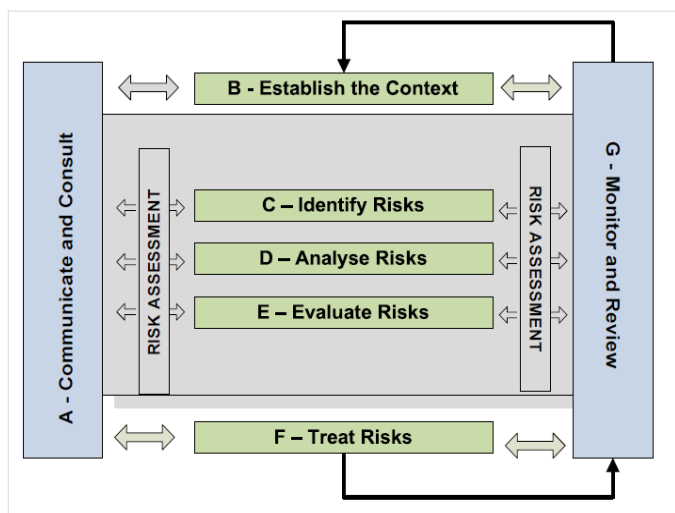 B - Establish the Context
A - Communicate and Consult
RISK ASSESSMENT
C – Identify Risks
D – Analyse Risks
E – Evaluate Risks
RISK ASSESSMENT
G - Monitor and Review
F – Treat Risks